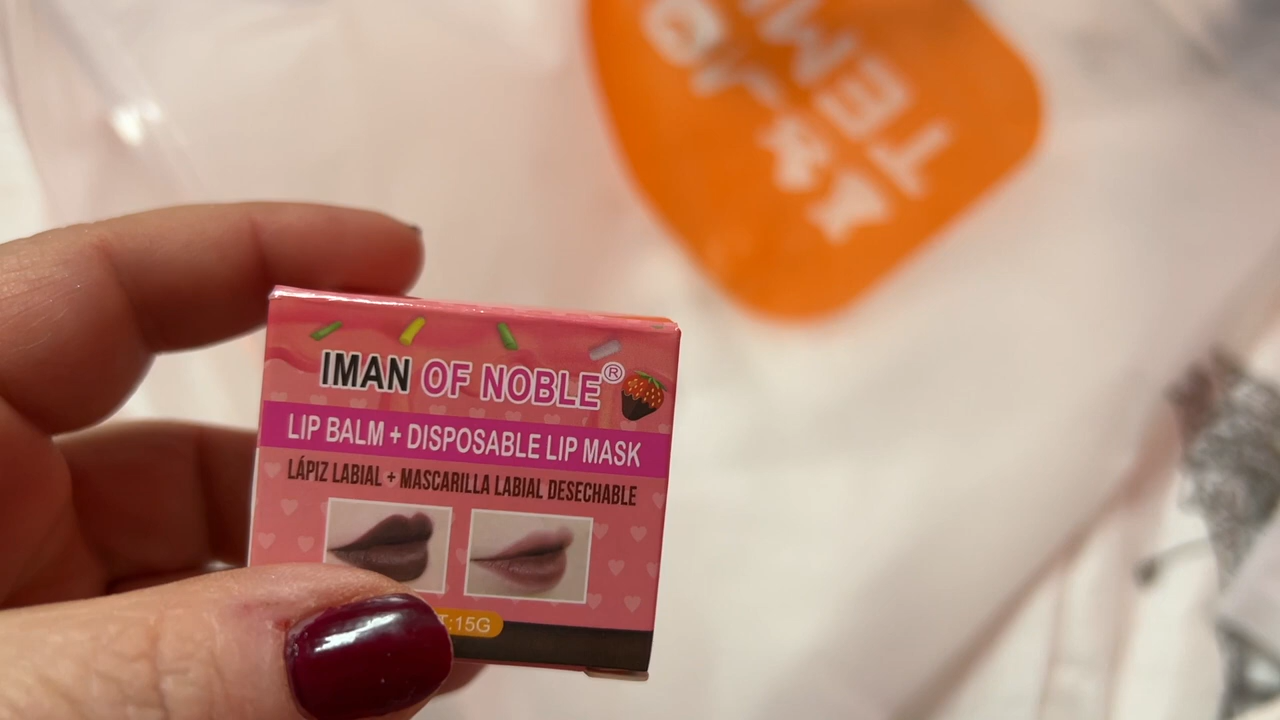 TEMU
IMAN OF NOBLE®
LIP BALM + DISPOSABLE LIP MASK
LÁPIZ LABIAL + MASCARILLA LABIAL DESECHABLE
T:15G